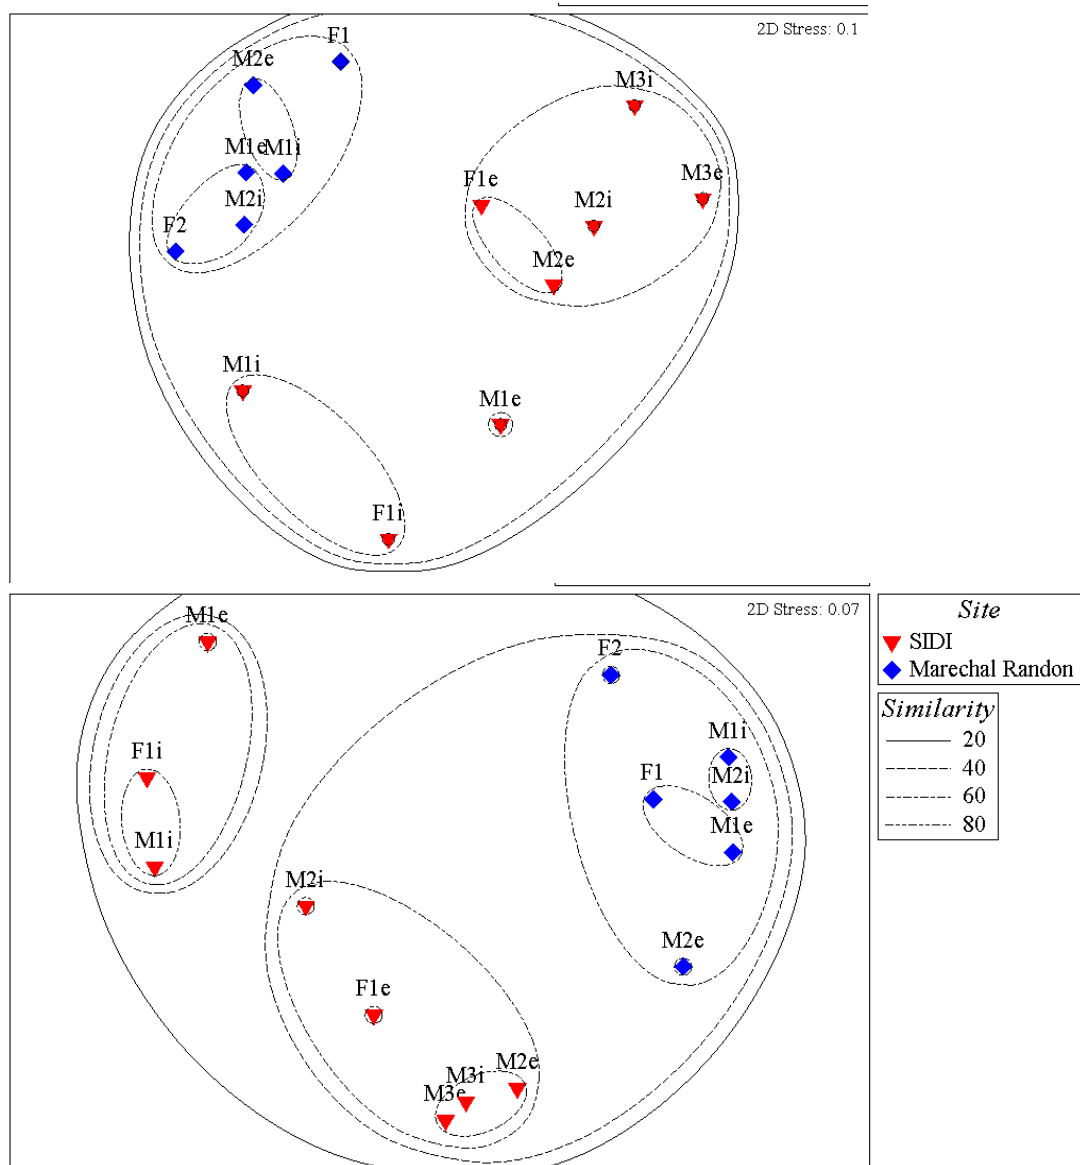 2D Stress: 0.1
F1
M2e
M3i
M1e
M1i
F1e
M3e
M2i
M2i
F2
M2e
M1i
M1e
F1i
2D Stress: 0.07
M1e
F2
F1i
M1i
F1
M2i
M1e
M1i
M2i
M2e
F1e
M2e
M3i
M3e
Site
SIDI
Marechal Randon
Similarity
20
40
60
80